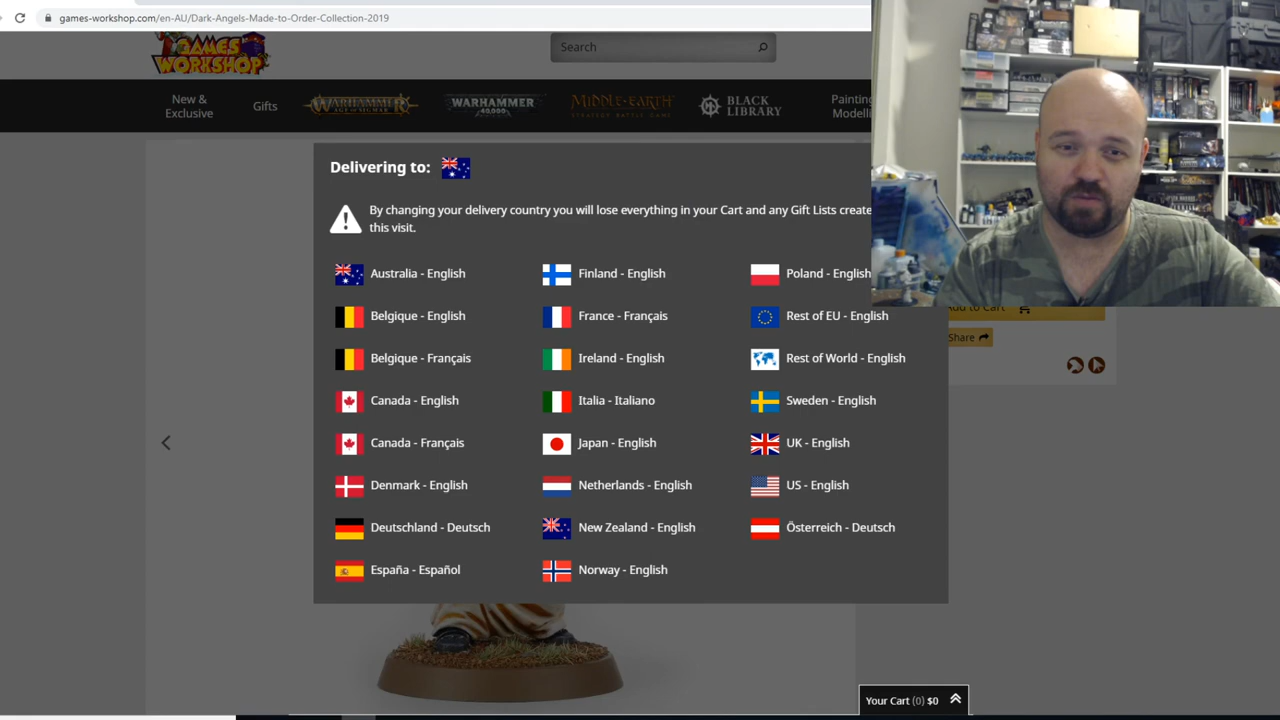 games-workshop.com/en-AU/Dark-Angels-Made-to-Order-Collection-2019
GAMES WORKSHOP
Search
New & Exclusive
Gifts
WARHAMMER
AGE OF SIGMAR
WARHAMMER
40,000
MIDDLE-EARTH
STRATEGY BATTLE GAME
BLACK LIBRARY
Painting
Modelli
Delivering to:
By changing your delivery country you will lose everything in your Cart and any Gift Lists create
this visit.
Australia - English
Finland - English
Poland - English
Belgique - English
France - Français
Rest of EU - English
Belgique - Français
Ireland - English
Rest of World - English
Canada - English
Italia - Italiano
Sweden - English
Canada - Français
Japan - English
UK - English
Denmark - English
Netherlands - English
US - English
Deutschland - Deutsch
New Zealand - English
Österreich - Deutsch
España - Español
Norway - English
Add to Cart
Share
Your Cart (0) $0